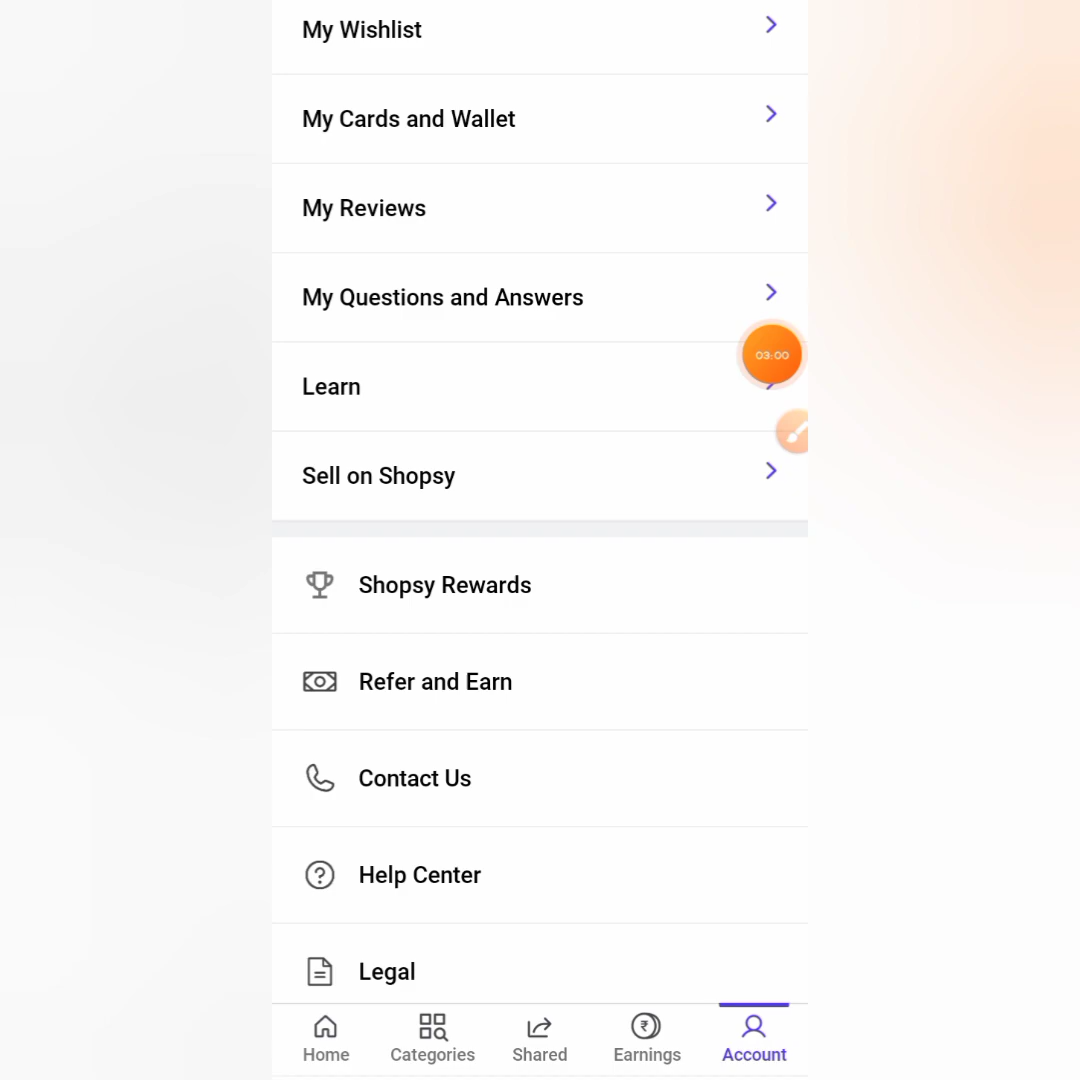 My Wishlist
My Cards and Wallet
My Reviews
My Questions and Answers
03:00
Learn
Sell on Shopsy
Shopsy Rewards
Refer and Earn
Contact Us
Help Center
Legal
Home Categories Shared Earnings Account